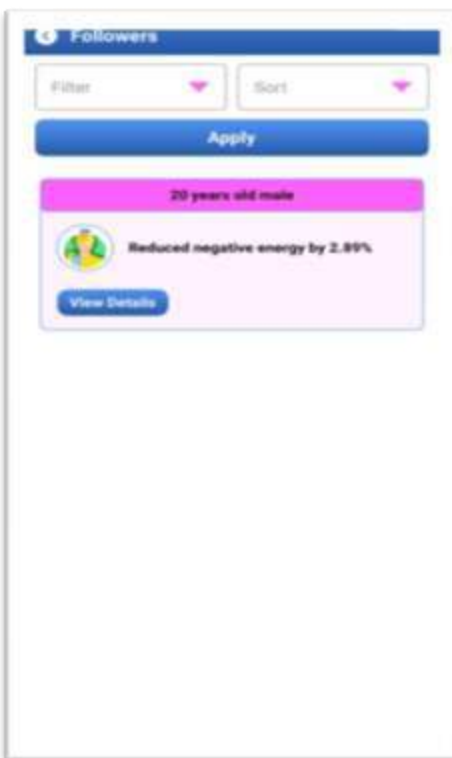 Followers
Filter
Sort
Apply
20 years old male
Reduced negative energy by 2.89%
View Details